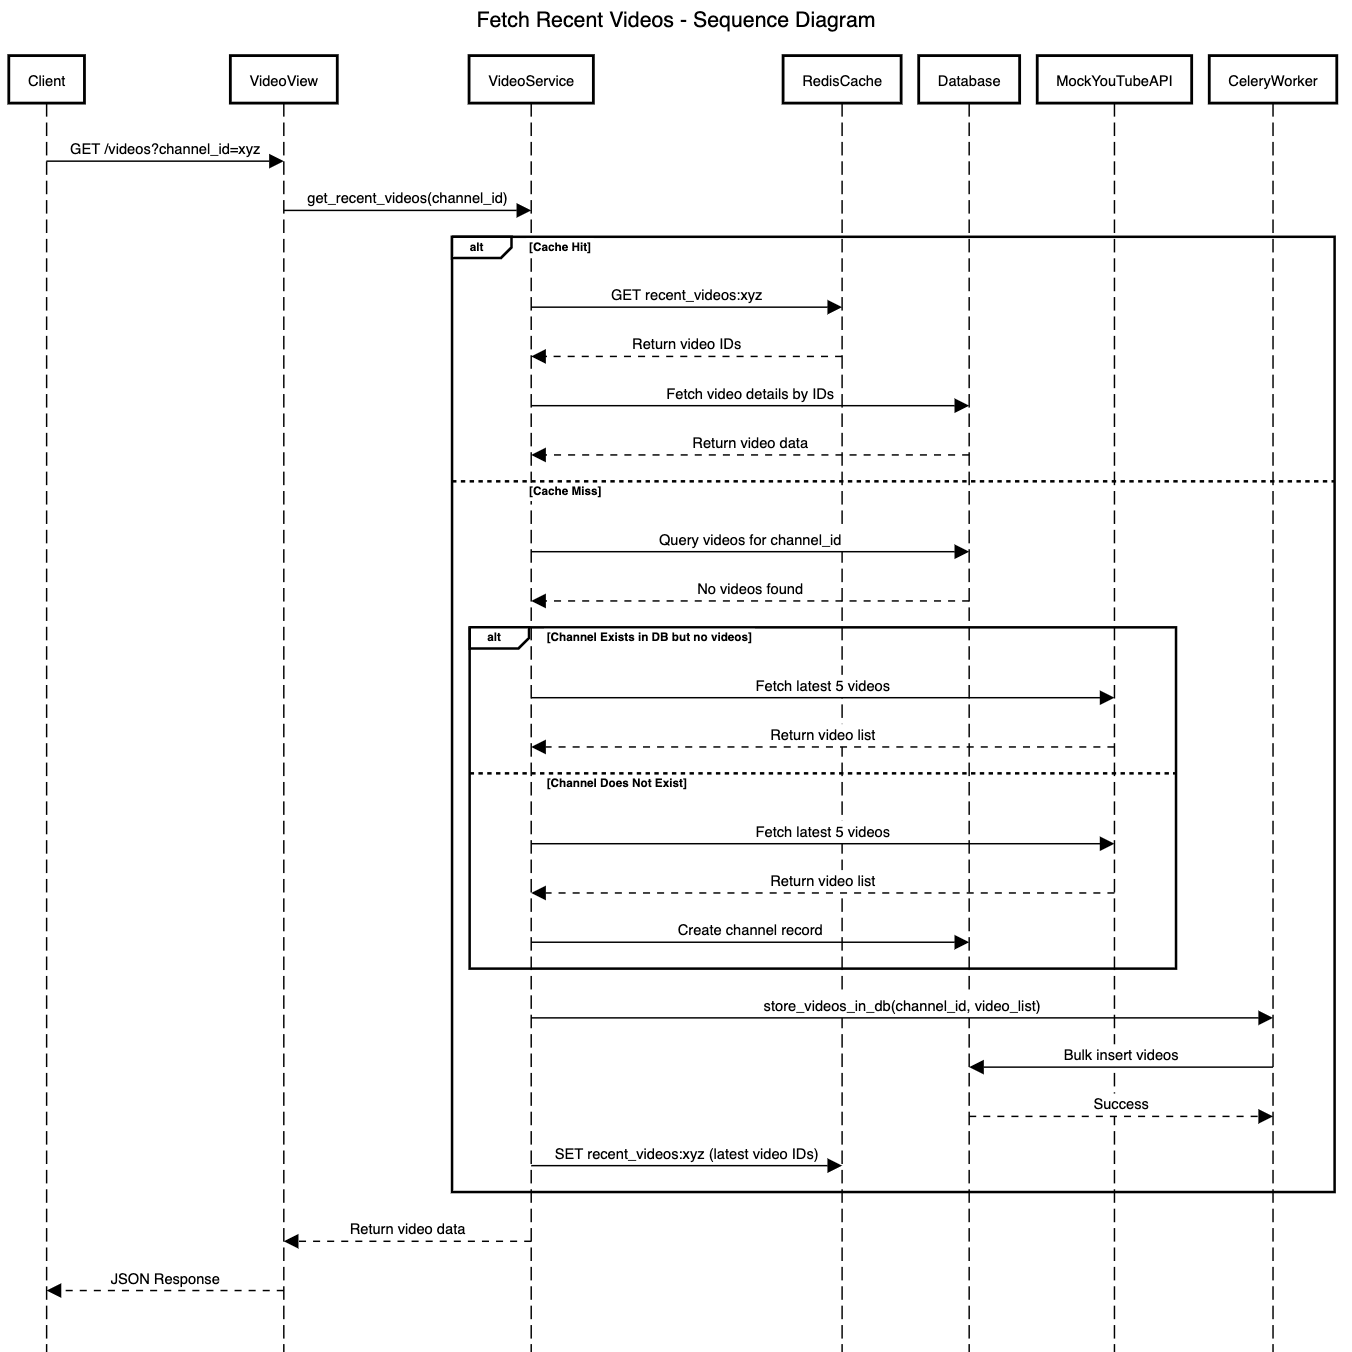 Fetch Recent Videos - Sequence Diagram
Client
VideoView
VideoService
RedisCache
Database
MockYouTubeAPI
CeleryWorker
GET /videos?channel_id=xyz
get_recent_videos(channel_id)
alt
[Cache Hit]
GET recent_videos:xyz
Return video IDs
Fetch video details by IDs
Return video data
[Cache Miss]
Query videos for channel_id
No videos found
alt
[Channel Exists in DB but no videos]
Fetch latest 5 videos
Return video list
[Channel Does Not Exist]
Fetch latest 5 videos
Return video list
Create channel record
store_videos_in_db(channel_id, video_list)
Bulk insert videos
Success
SET recent_videos:xyz (latest video IDs)
Return video data
JSON Response